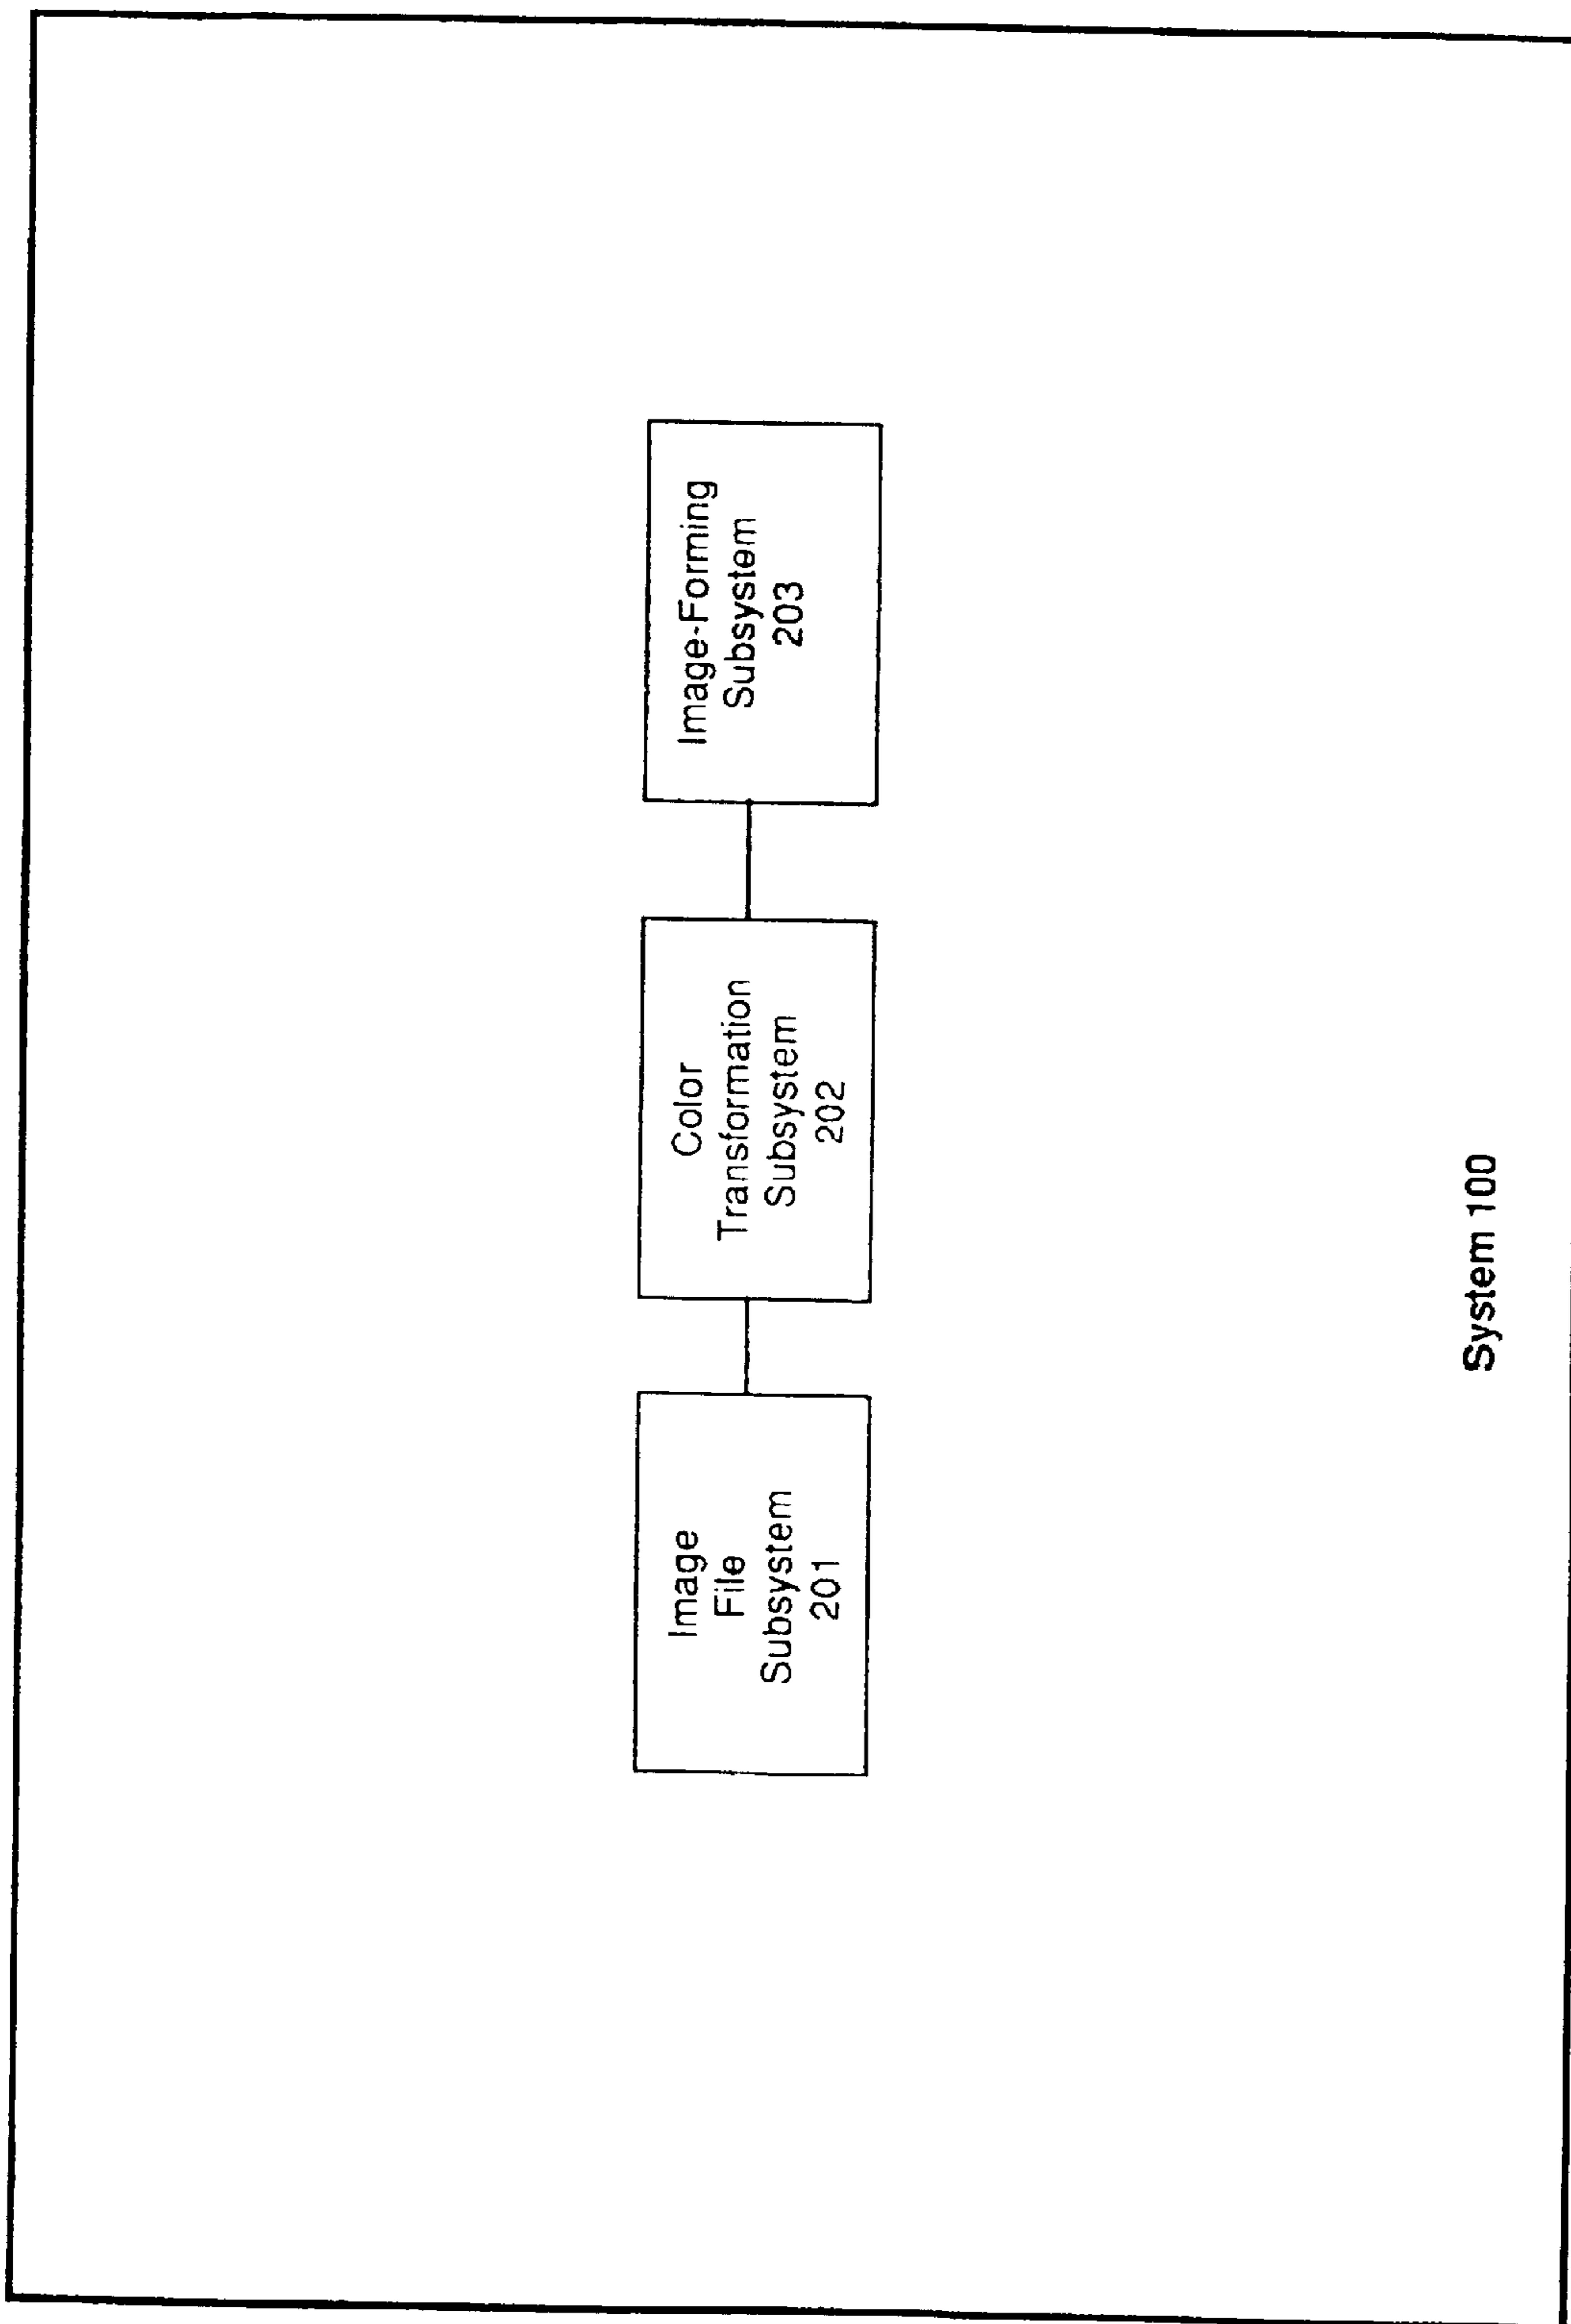 Image
File
Subsystem
201
Color
Transformation
Subsystem
202
Image-Forming
Subsystem
203
System 100